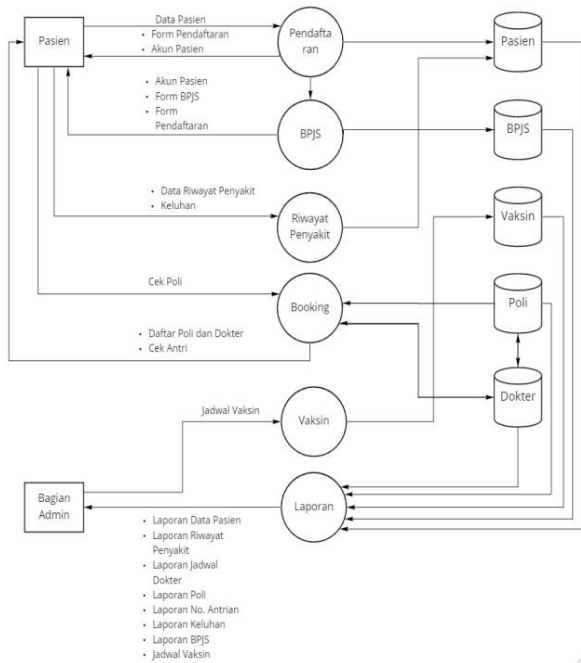 Data Pasien
• Form Pendaftaran
• Akun Pasien
Pasien
Pendafta
ran
Pasien
• Akun Pasien
• Form BPJS
• Form
Pendaftaran
BPJS
BPJS
• Data Riwayat Penyakit
• Keluhan
Riwayat
Penyakit
Vaksin
Cek Poli
Booking
Poli
• Daftar Poli dan Dokter
• Cek Antri
Dokter
Jadwal Vaksin
Vaksin
Bagian
Admin
Laporan
• Laporan Data Pasien
• Laporan Riwayat
Penyakit
• Laporan Jadwal
Dokter
• Laporan Poli
• Laporan No. Antrian
• Laporan Keluhan
• Laporan BPJS
• Jadwal Vaksin